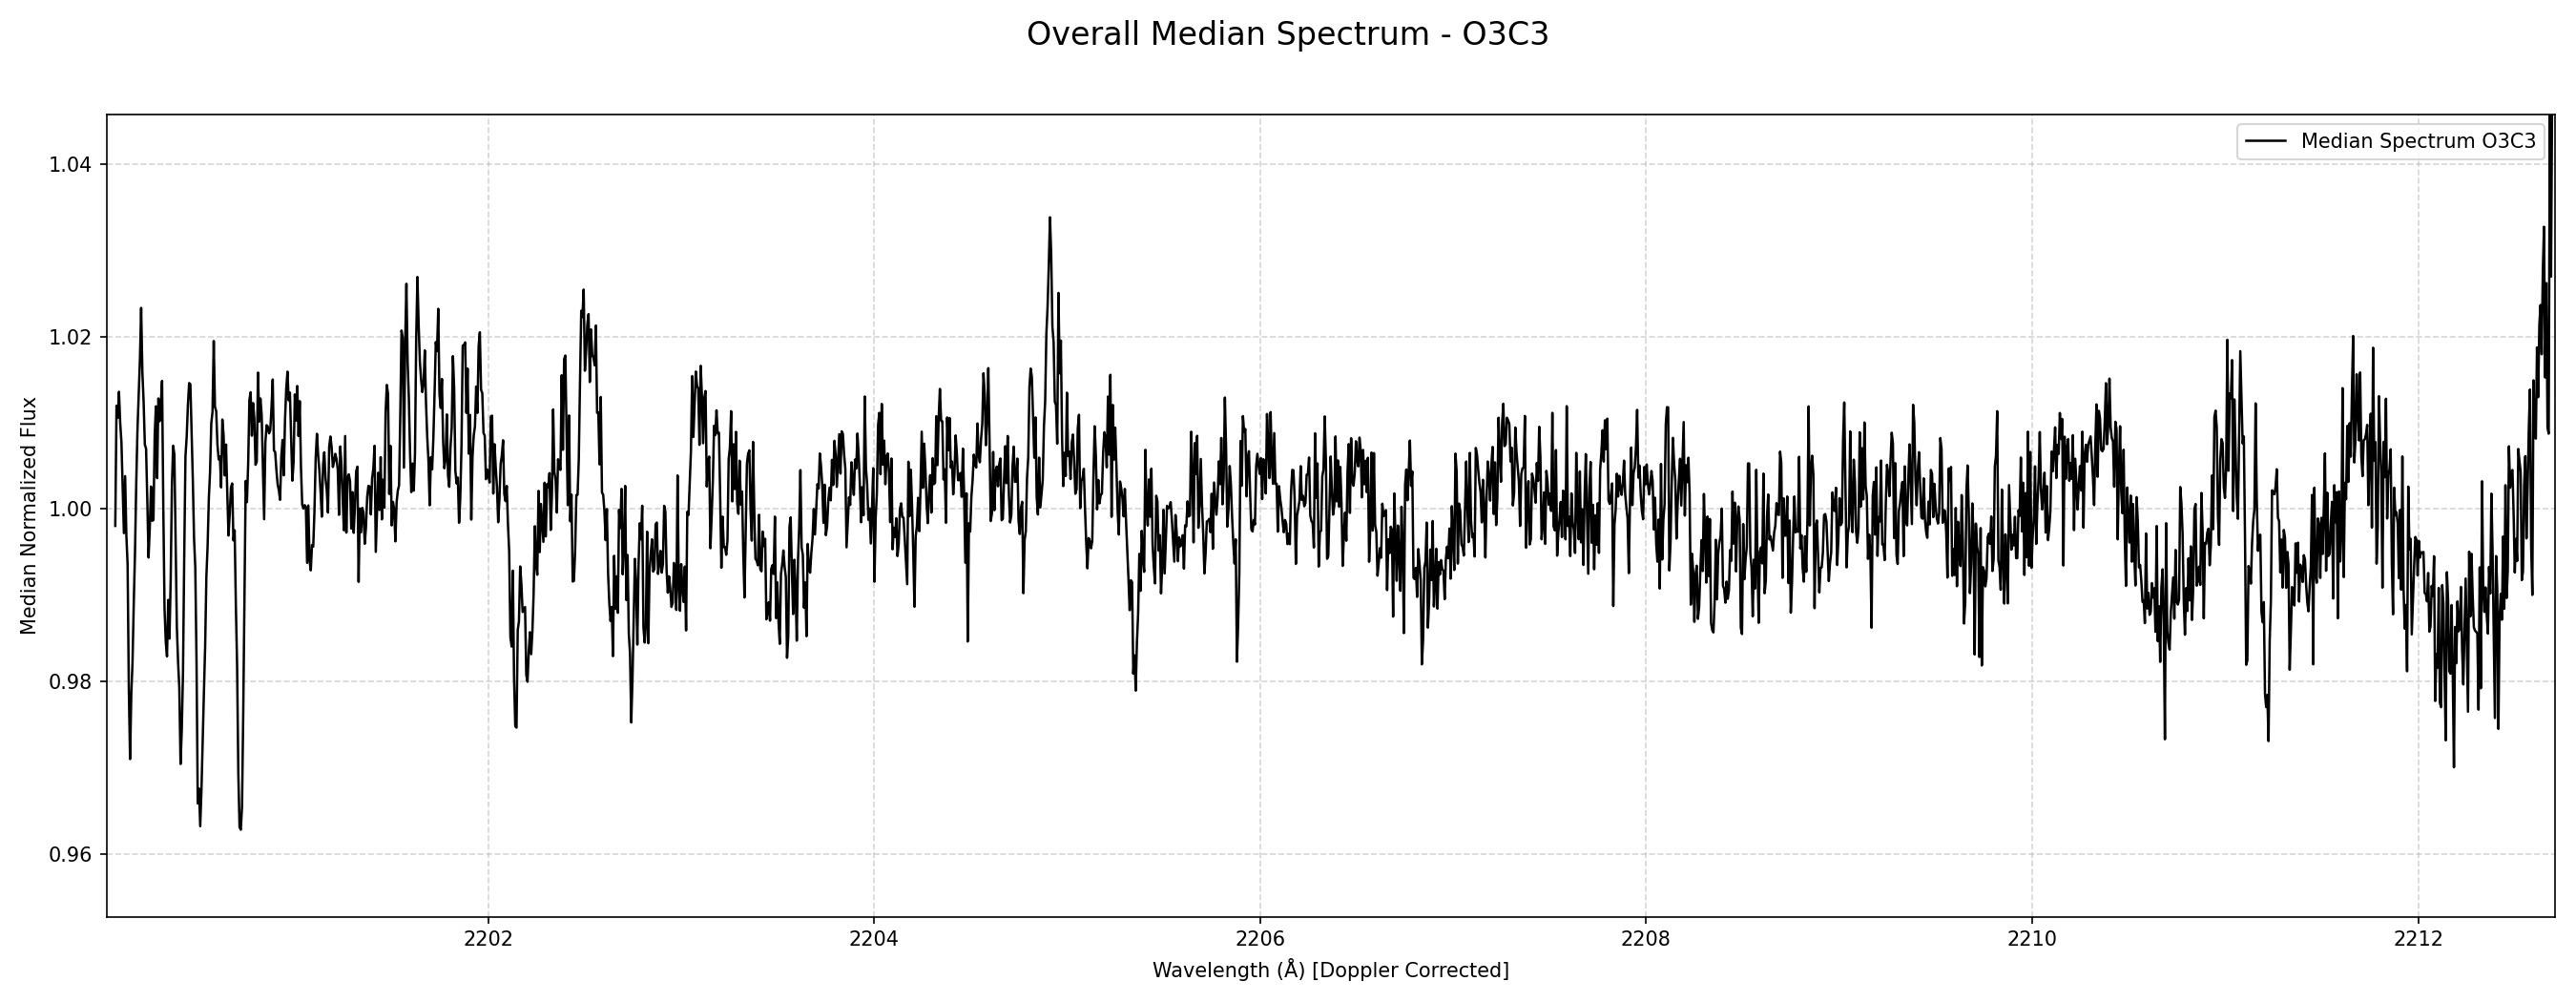 Overall Median Spectrum - O3C3
Median Spectrum O3C3
Median Normalized Flux
1.04
1.02
1.00
0.98
0.96
2202
2204
2206
2208
2210
2212
Wavelength (Å) [Doppler Corrected]